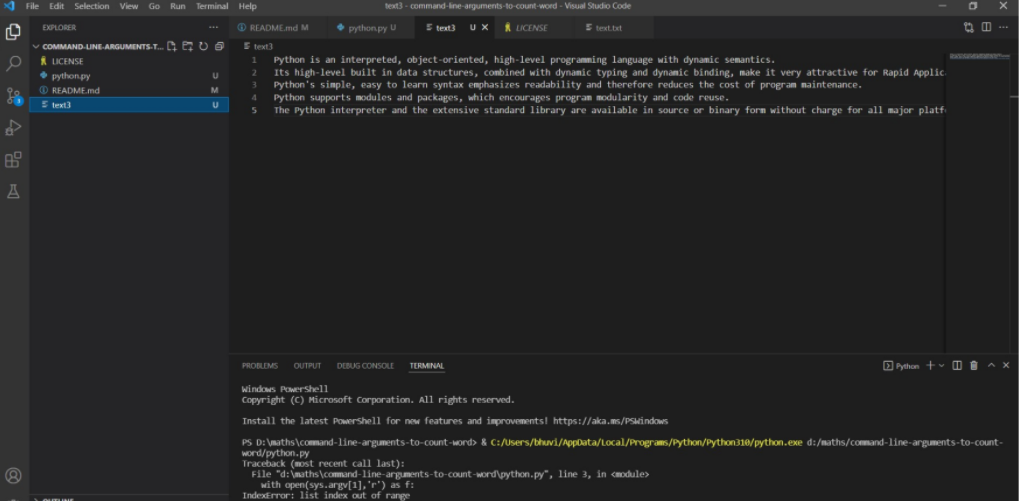 File Edit Selection View Go Run Terminal Help
text3 - command-line-arguments-to-count-word - Visual Studio Code
EXPLORER
README.md M
python.py U
text3 U
LICENSE
text.txt
COMMAND-LINE-ARGUMENTS-T...
LICENSE
python.py U
README.md M
text3 U
text3
1 Python is an interpreted, object-oriented, high-level programming language with dynamic semantics.
2 Its high-level built in data structures, combined with dynamic typing and dynamic binding, make it very attractive for Rapid Applic
3 Python's simple, easy to learn syntax emphasizes readability and therefore reduces the cost of program maintenance.
4 Python supports modules and packages, which encourages program modularity and code reuse.
5 The Python interpreter and the extensive standard library are available in source or binary form without charge for all major platf
3
PROBLEMS OUTPUT DEBUG CONSOLE TERMINAL
Python
Windows PowerShell
Copyright (C) Microsoft Corporation. All rights reserved.
Install the latest PowerShell for new features and improvements! https://aka.ms/PSWindows
PS D:\maths\command-line-arguments-to-count-word> & C:/Users/bhuvi/AppData/Local/Programs/Python/Python310/python.exe d:/maths/command-line-arguments-to-count-
word/python.py
Traceback (most recent call last):
File "d:\maths\command-line-arguments-to-count-word\python.py", line 3, in <module>
with open(sys.argv[1],'r') as f:
IndexError: list index out of range
OUTLINE